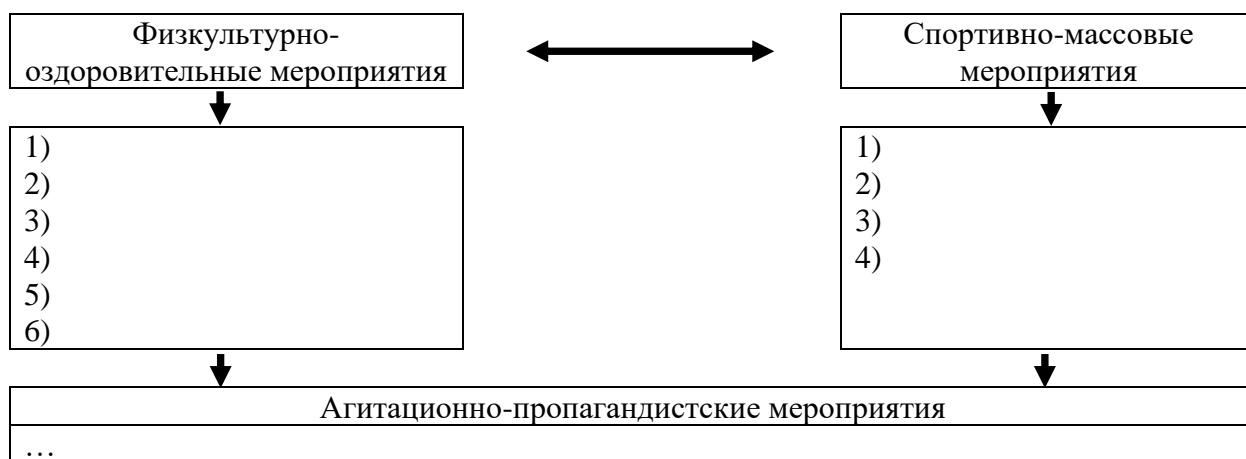 Физкультурно-
оздоровительные мероприятия
Спортивно-массовые
мероприятия
1)
2)
3)
4)
5)
6)
1)
2)
3)
4)
Агитационно-пропагандистские мероприятия
…